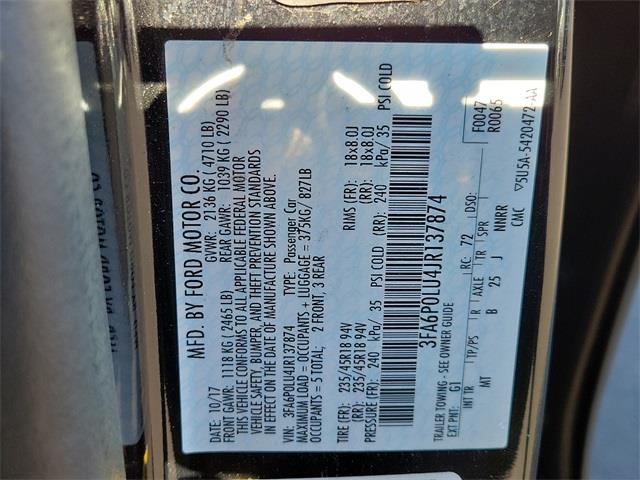 MFD. BY FORD MOTOR CO.
DATE: 10/17 GVWR: 2136 KG ( 4710 LB)
FRONT GAWR: 1118 KG ( 2465 LB) REAR GAWR: 1039 KG ( 2290 LB)
THIS VEHICLE CONFORMS TO ALL APPLICABLE FEDERAL MOTOR
VEHICLE SAFETY, BUMPER, AND THEFT PREVENTION STANDARDS
IN EFFECT ON THE DATE OF MANUFACTURE SHOWN ABOVE.
VIN: 3FA6P0LU4JR137874 TYPE: Passenger Car
MAXIMUM LOAD = OCCUPANTS + LUGGAGE = 375KG/ 827LB
OCCUPANTS = 5 TOTAL; 2 FRONT, 3 REAR
TIRE (FR): 235/45R18 94V RIMS (FR): 18x8.0J
(RR): 235/45R18 94V (RR): 18x8.0J
PRESSURE: (FR): 240 kPa/ 35 PSI COLD (RR): 240 kPa/ 35 PSI COLD
3FA6P0LU4JR137874
TRAILER TOWING - SEE OWNER GUIDE
F0047
R0065
EXT PNT: G1 RC: 72 DSO:
INT TR TP/PS R AXLE TR SPR NNRR
MT B 25 J CMC ▽5U5A-5420472-AA